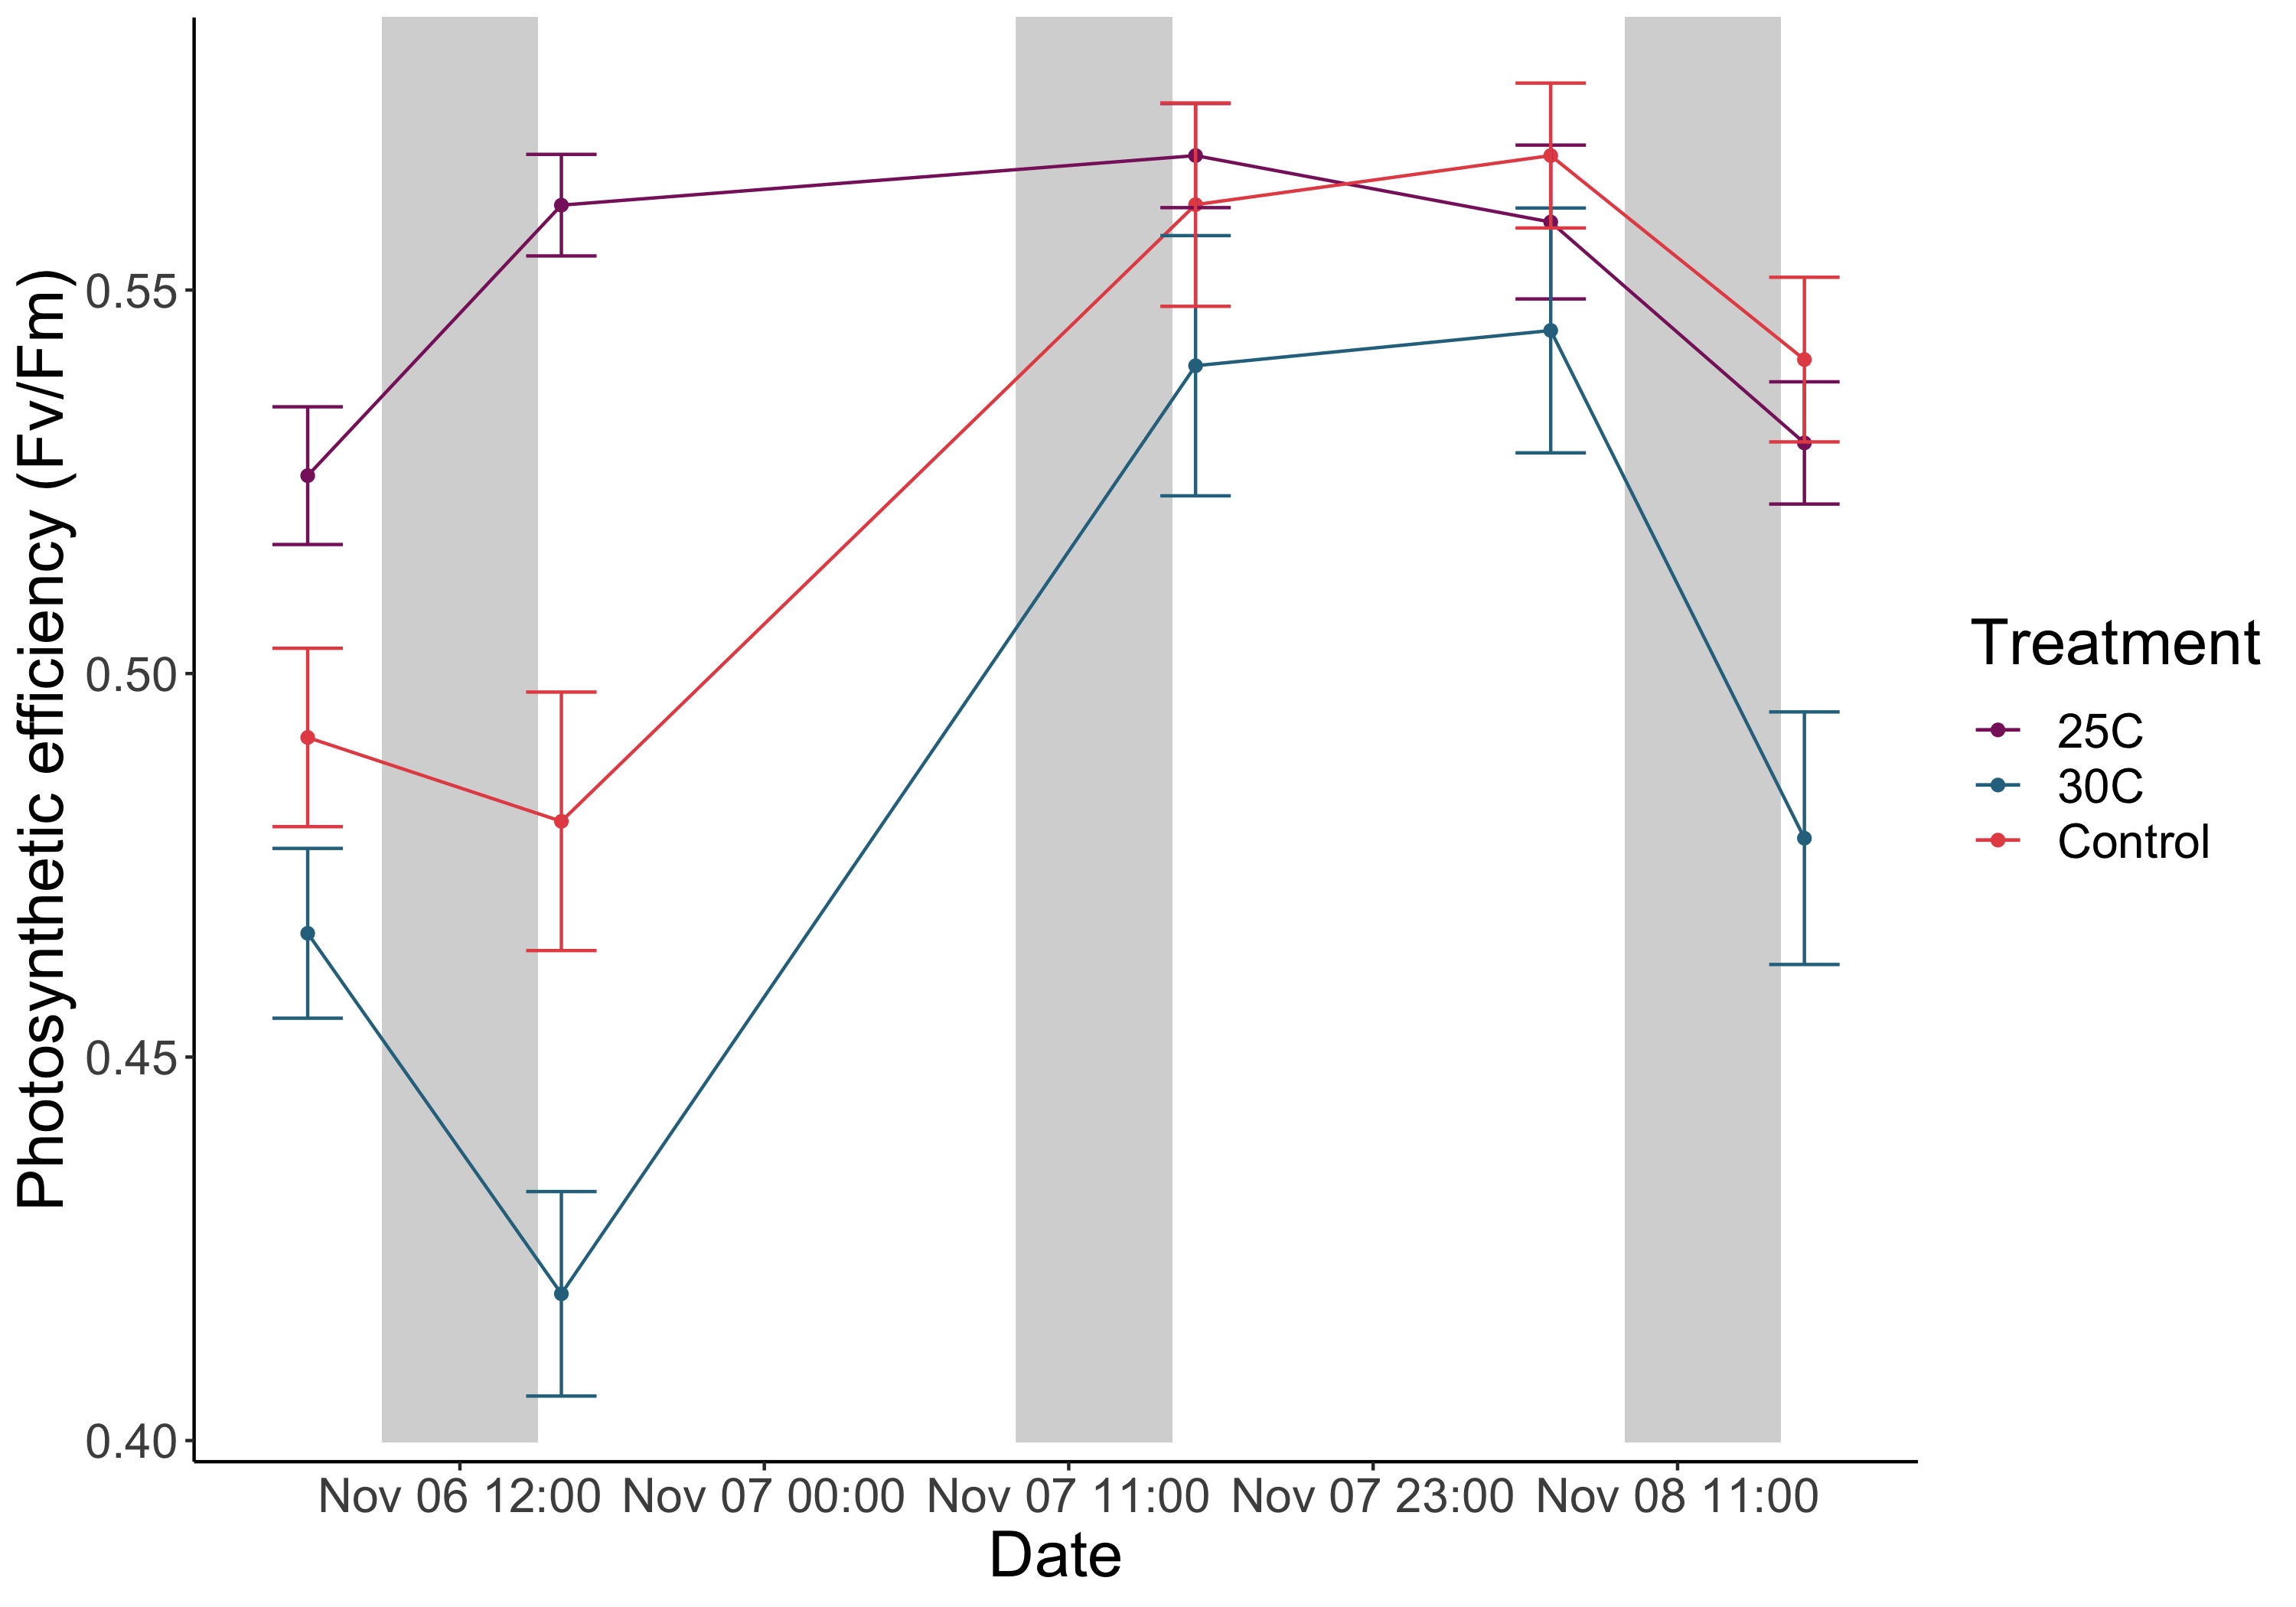 Photosynthetic efficiency (Fv/Fm)
0.55
0.50
0.45
0.40
Nov 06 12:00 Nov 07 00:00 Nov 07 11:00 Nov 07 23:00 Nov 08 11:00
Date
Treatment
25C
30C
Control